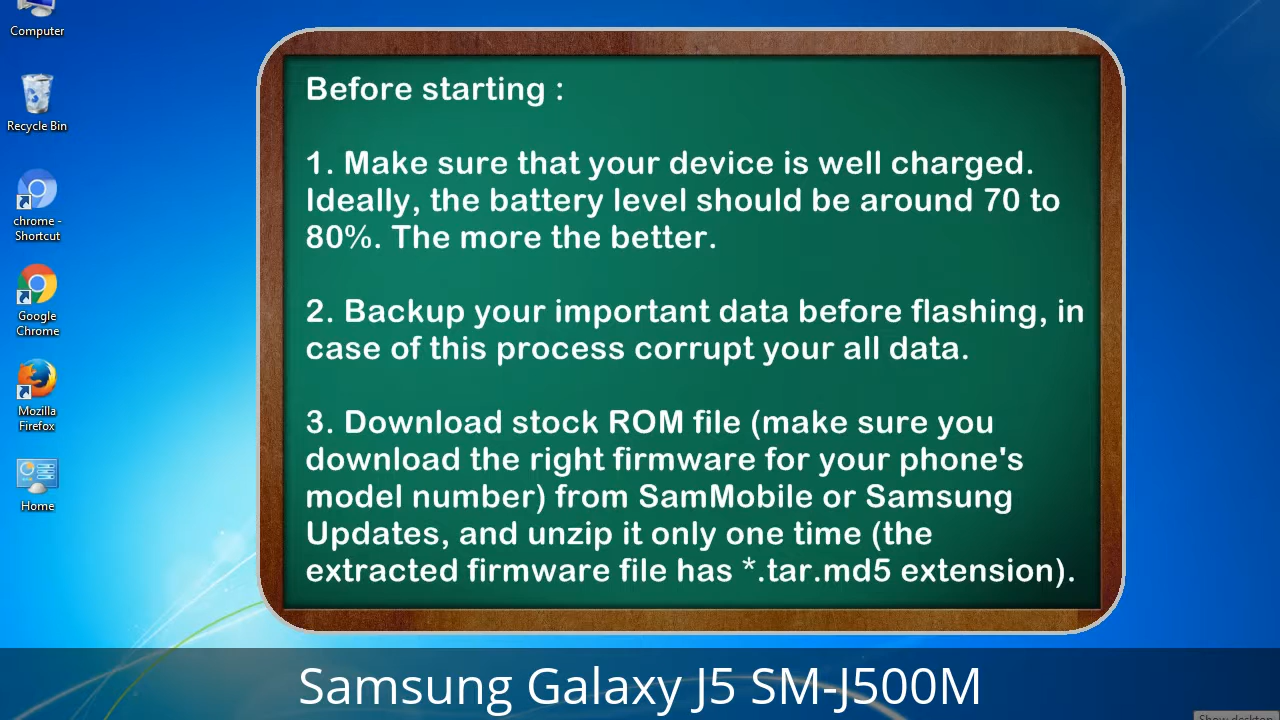 Computer
Recycle Bin
chrome -
Shortcut
Google
Chrome
Mozilla
Firefox
Home
Before starting :
1. Make sure that your device is well charged.
Ideally, the battery level should be around 70 to
80%. The more the better.
2. Backup your important data before flashing, in
case of this process corrupt your all data.
3. Download stock ROM file (make sure you
download the right firmware for your phone's
model number) from SamMobile or Samsung
Updates, and unzip it only one time (the
extracted firmware file has *.tar.md5 extension).
Samsung Galaxy J5 SM-J500M
Show desktop